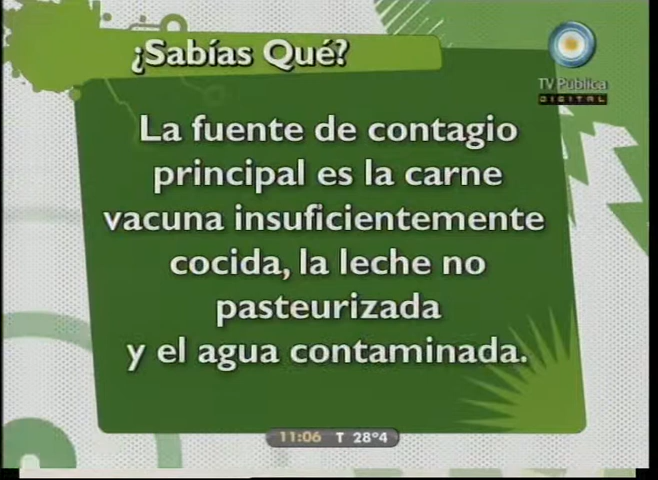 ¿Sabías Qué?
TV Pública
DIGITAL
La fuente de contagio
principal es la carne
vacuna insuficientemente
cocida, la leche no
pasteurizada
y el agua contaminada.
11:06 T 28°4